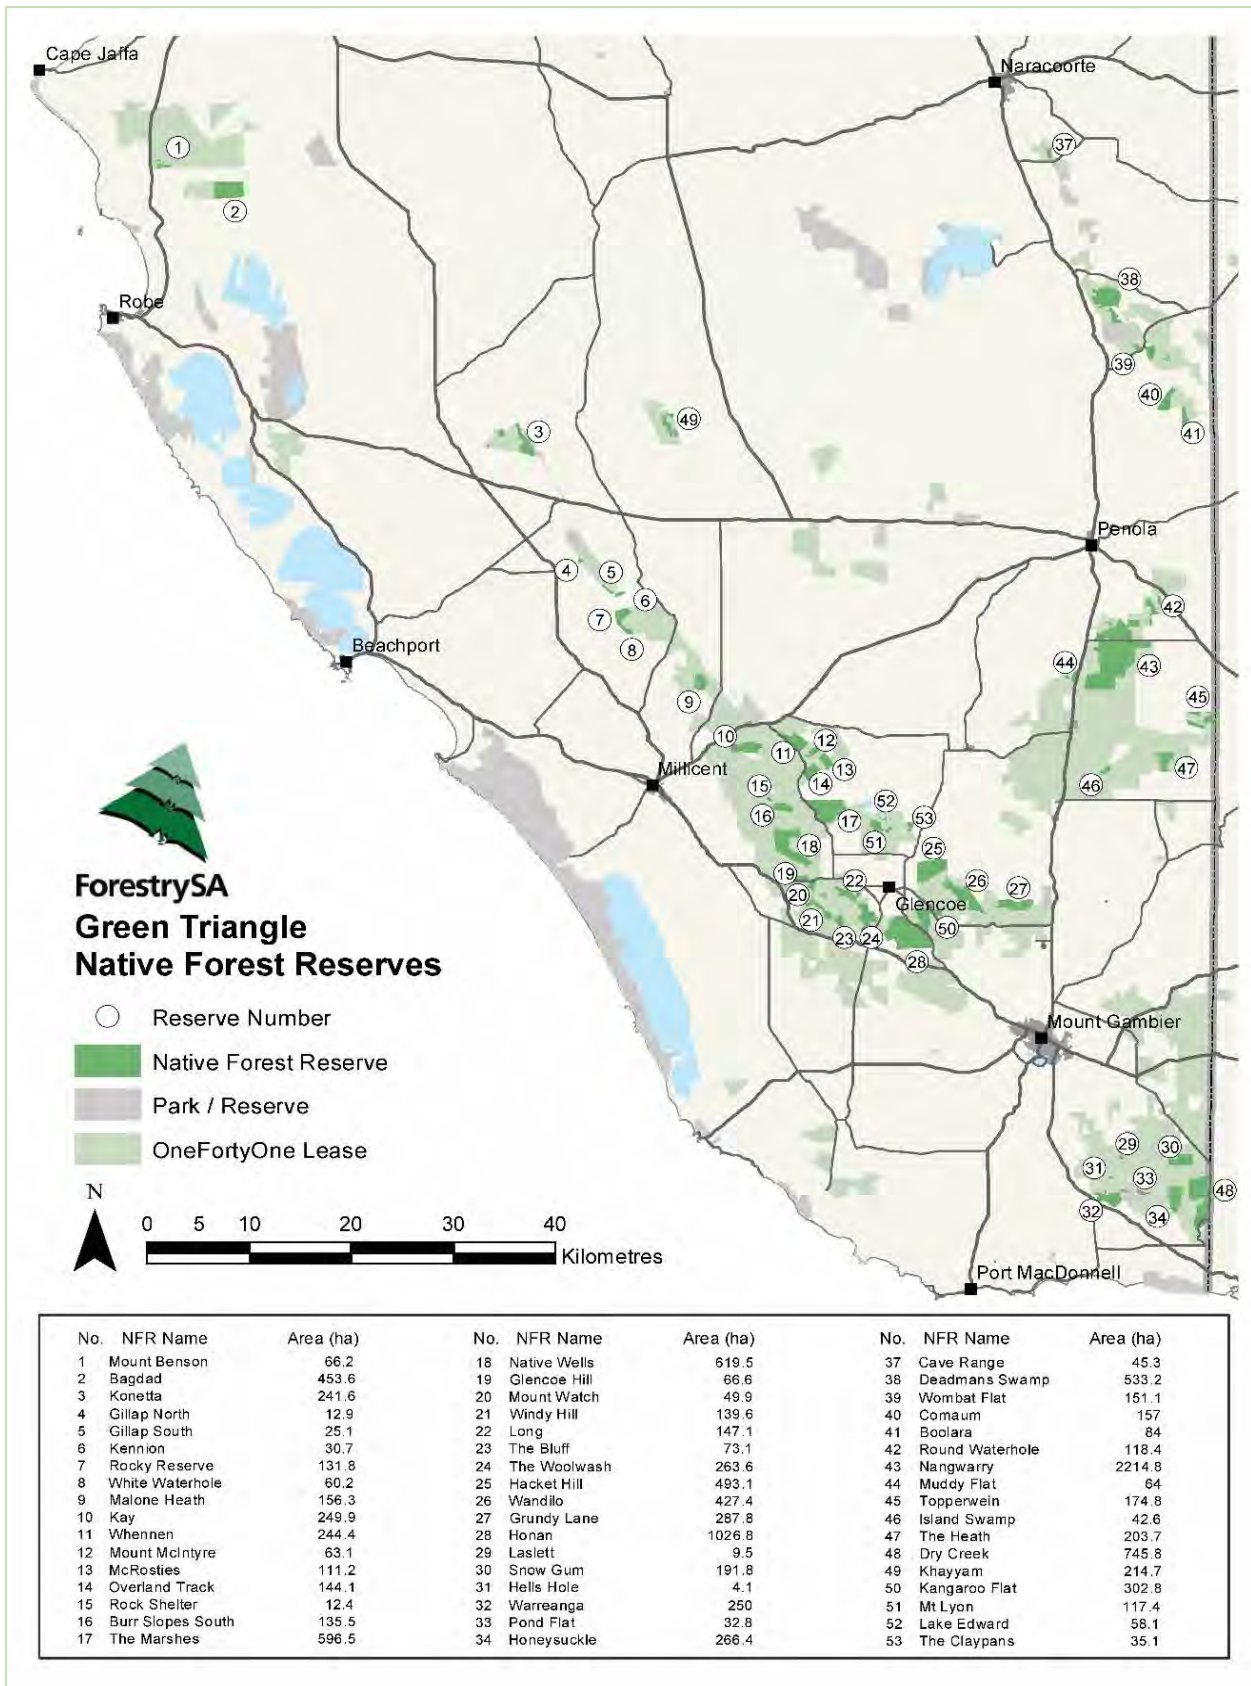 Cape Jaffa
Naracoorte
1
37
2
38
Robe
39
40
3
49
41
Penola
4
5
6
42
7
Beachport
8
44
43
9
45
10
12
11
Millicent
13
47
14
46
15
52
16
17
53
51
18
25
19
22
26
27
20
Glencoe
21
50
23
24
28
Mount Gambier
29
30
31
33
48
32
34
Port MacDonnell
ForestrySA
Green Triangle
Native Forest Reserves
Reserve Number
Native Forest Reserve
Park / Reserve
OneFortyOne Lease
N
0 5 10 20 30 40
Kilometres
No. NFR Name Area (ha)
1 Mount Benson 66.2
2 Bagdad 453.6
3 Konetta 241.6
4 Gillap North 12.9
5 Gillap South 25.1
6 Kennion 30.7
7 Rocky Reserve 131.8
8 White Waterhole 60.2
9 Malone Heath 156.3
10 Kay 249.9
11 Whennen 244.4
12 Mount McIntyre 63.1
13 McRosties 111.2
14 Overland Track 144.1
15 Rock Shelter 12.4
16 Burr Slopes South 135.5
17 The Marshes 596.5
No. NFR Name Area (ha)
18 Native Wells 619.5
19 Glencoe Hill 66.6
20 Mount Watch 49.9
21 Windy Hill 139.6
22 Long 147.1
23 The Bluff 73.1
24 The Woolwash 263.6
25 Hacket Hill 493.1
26 Wandilo 427.4
27 Grundy Lane 287.8
28 Honan 1026.8
29 Laslett 9.5
30 Snow Gum 191.8
31 Hells Hole 4.1
32 Warreanga 250
33 Pond Flat 32.8
34 Honeysuckle 266.4
No. NFR Name Area (ha)
37 Cave Range 45.3
38 Deadmans Swamp 533.2
39 Wombat Flat 151.1
40 Comaum 157
41 Boolara 84
42 Round Waterhole 118.4
43 Nangwarry 2214.8
44 Muddy Flat 64
45 Topperwein 174.8
46 Island Swamp 42.6
47 The Heath 203.7
48 Dry Creek 745.8
49 Khayyam 214.7
50 Kangaroo Flat 302.8
51 Mt Lyon 117.4
52 Lake Edward 58.1
53 The Claypans 35.1